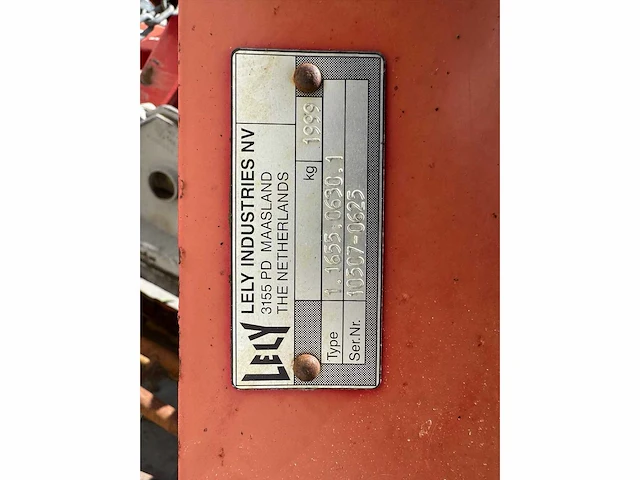 LELY
LELY INDUSTRIES NV
3155 PD MAASLAND
THE NETHERLANDS
kg 1999
Type 1.1653.0630.1
Ser.Nr. 10507-0625